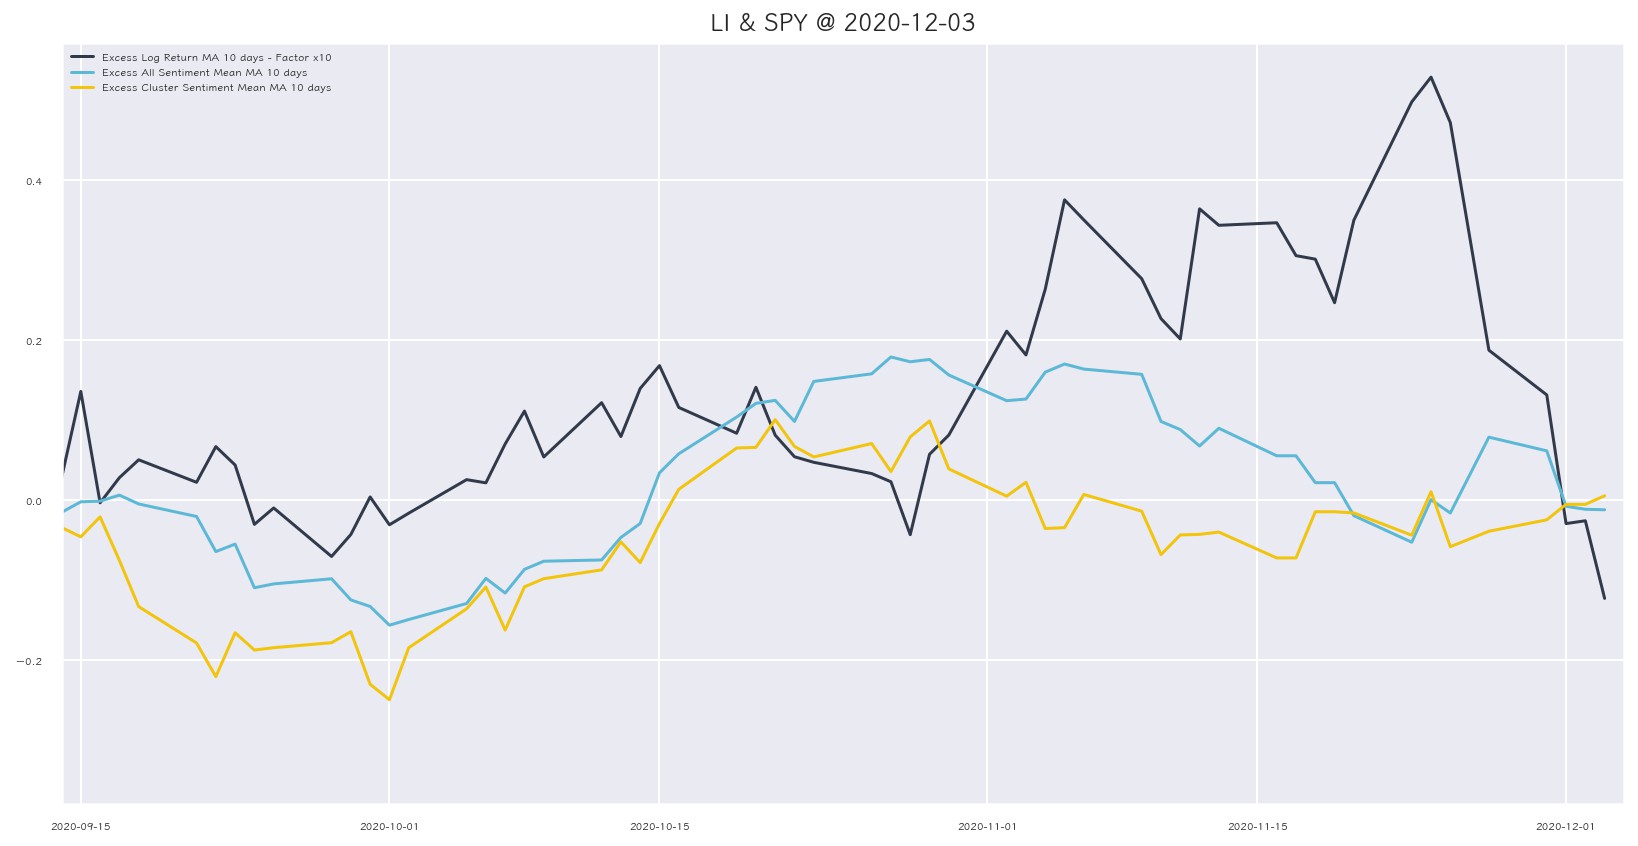 LI & SPY @ 2020-12-03
Excess Log Return MA 10 days - Factor x10
Excess All Sentiment Mean MA 10 days
Excess Cluster Sentiment Mean MA 10 days
0.4
0.2
0.0
−0.2
2020-09-15
2020-10-01
2020-10-15
2020-11-01
2020-11-15
2020-12-01